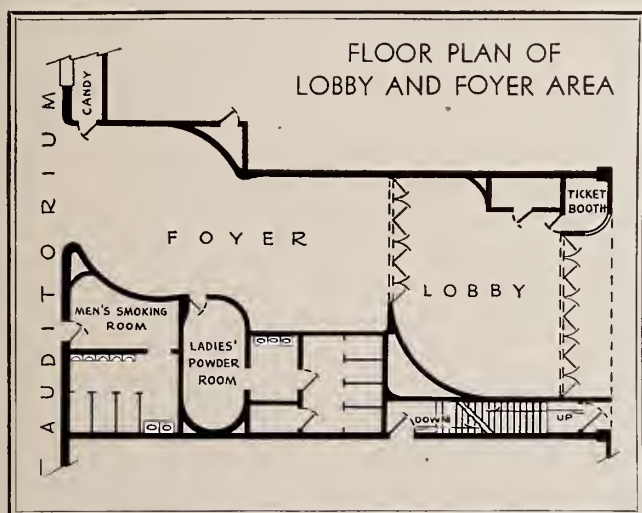 FLOOR PLAN OF
LOBBY AND FOYER AREA
CANDY
AUDITORIUM
TICKET
BOOTH
FOYER
LOBBY
MEN'S SMOKING
ROOM
LADIES'
POWDER
ROOM
DOWN
UP